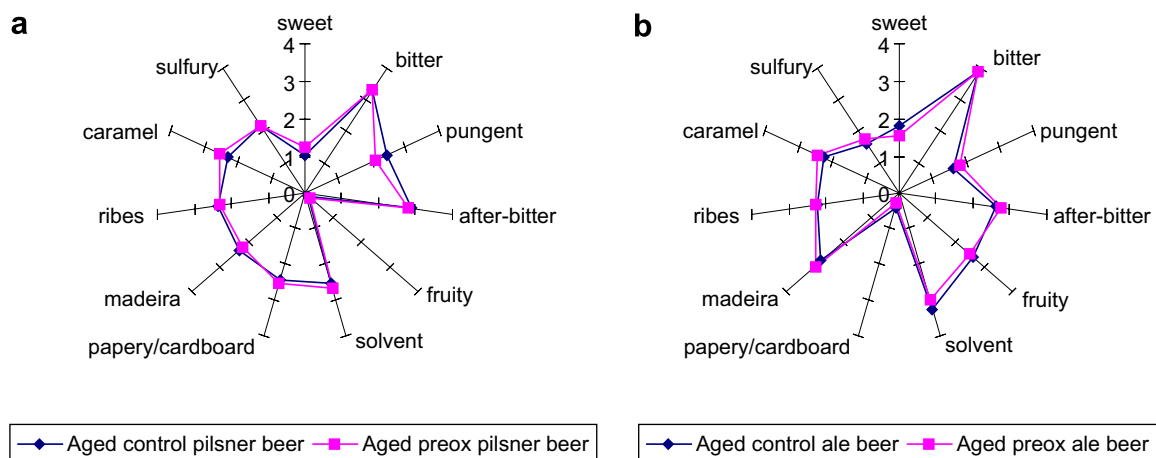 a
sweet
4
3
2
1
0
bitter
pungent
after-bitter
fruity
solvent
papery/cardboard
madeira
ribes
caramel
sulfury
Aged control pilsner beer
Aged preox pilsner beer
b
sweet
4
3
2
1
0
bitter
pungent
after-bitter
fruity
solvent
papery/cardboard
madeira
ribes
caramel
sulfury
Aged control ale beer
Aged preox ale beer